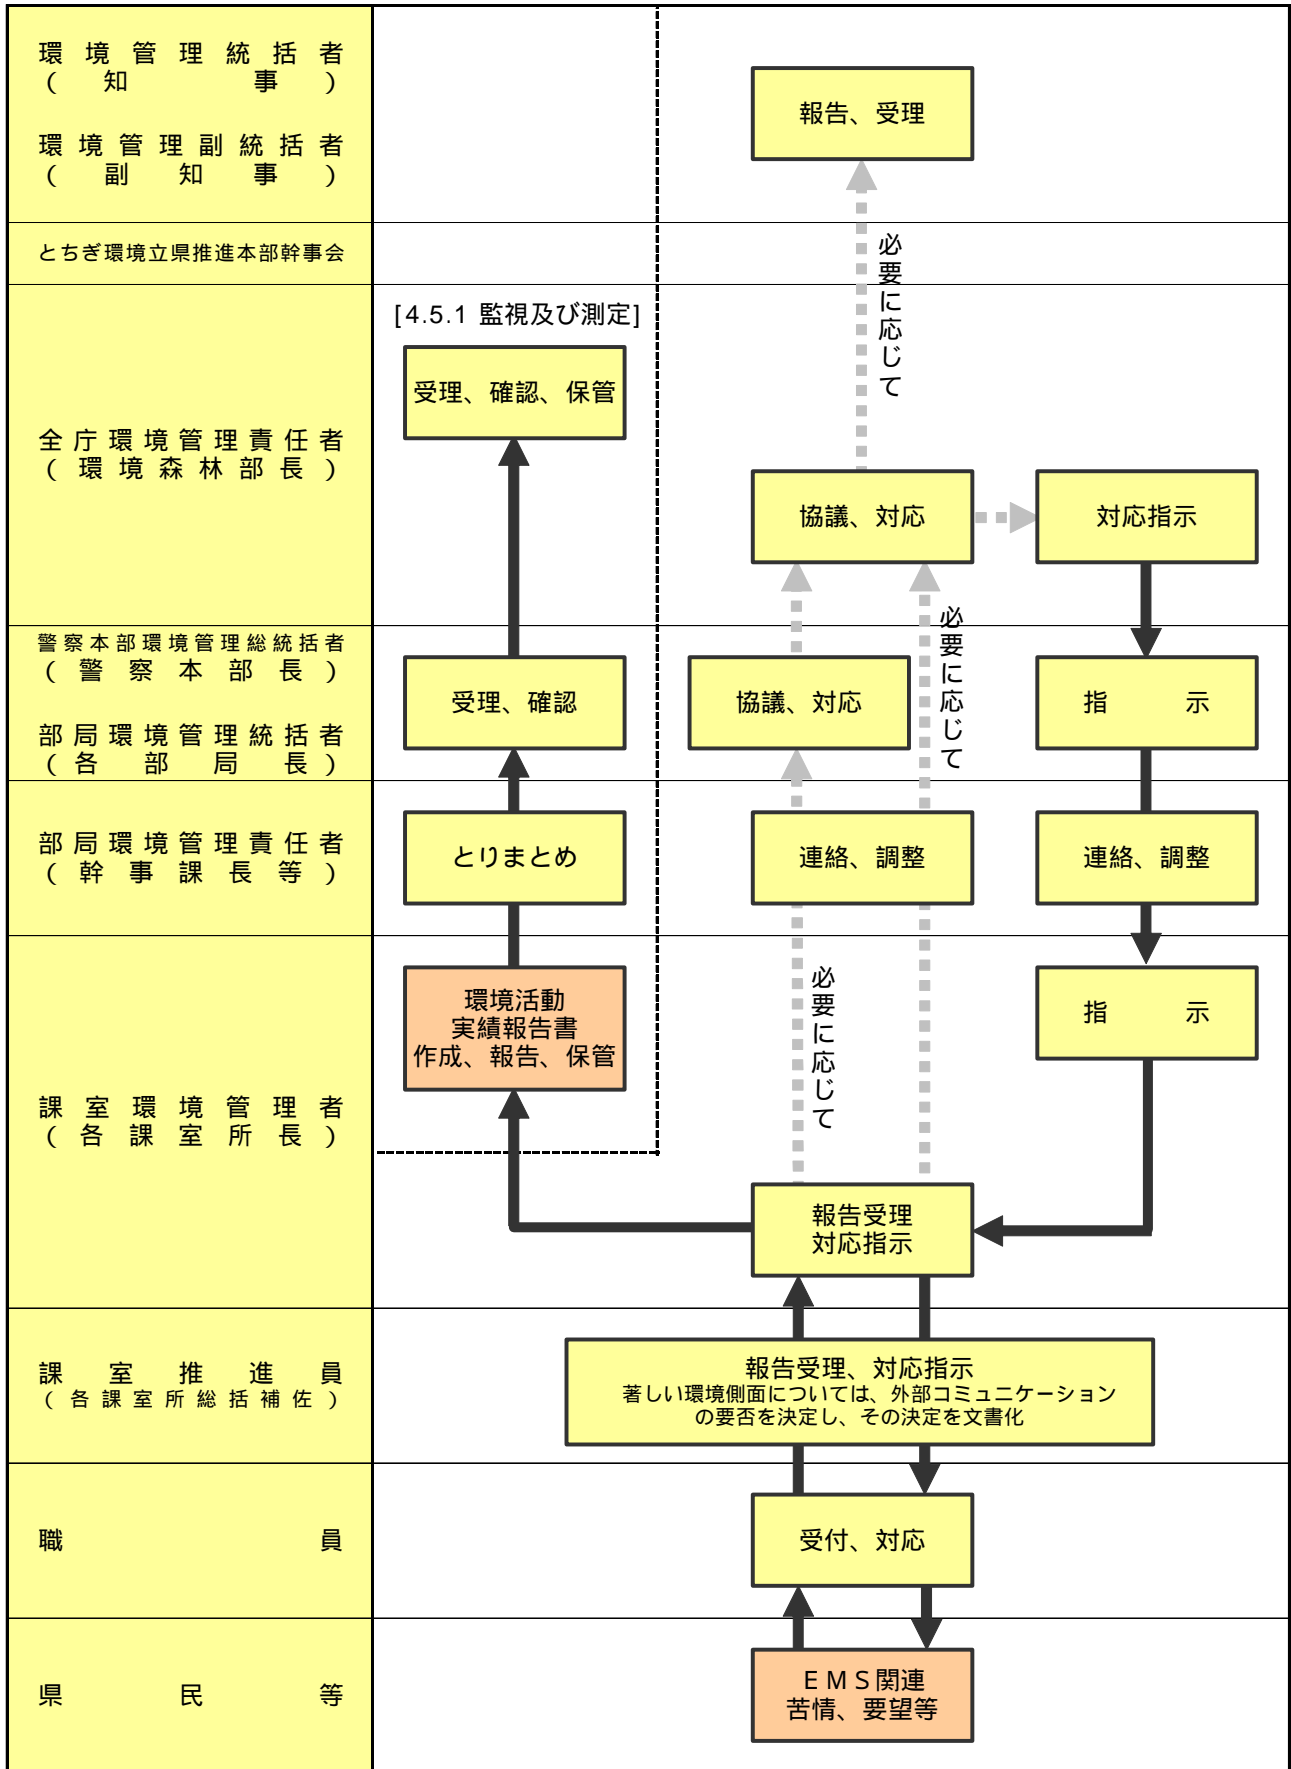 環境管理統括者
(知事)
環境管理副統括者
(副知事)
報告、受理
とちぎ環境立県推進本部幹事会
必要に応じて
[4.5.1 監視及び測定]
受理、確認、保管
全庁環境管理責任者
(環境森林部長)
協議、対応
対応指示
必要に応じて
警察本部環境管理総統括者
(警察本部長)
部局環境管理統括者
(各部局長)
受理、確認
協議、対応
指示
部局環境管理責任者
(幹事課長等)
とりまとめ
連絡、調整
連絡、調整
課室環境管理者
(各課室所長)
環境活動
実績報告書
作成、報告、保管
必要に応じて
指示
報告受理
対応指示
課室推進員
(各課室所総括補佐)
報告受理、対応指示
著しい環境側面については、外部コミュニケーション
の要否を決定し、その決定を文書化
職員
受付、対応
県民等
ＥＭＳ関連
苦情、要望等